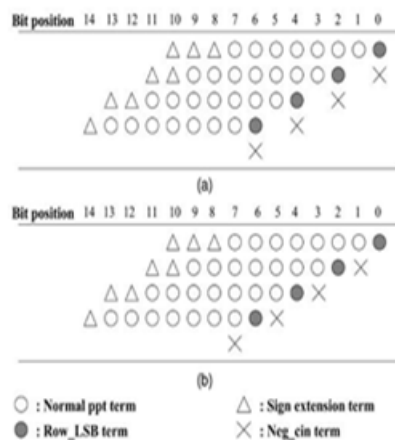 Bit position 14 13 12 11 10 9 8 7 6 5 4 3 2 1 0
(a)
Bit position 14 13 12 11 10 9 8 7 6 5 4 3 2 1 0
(b)
: Normal ppt term : Sign extension term
: Row_LSB term : Neg_cin term